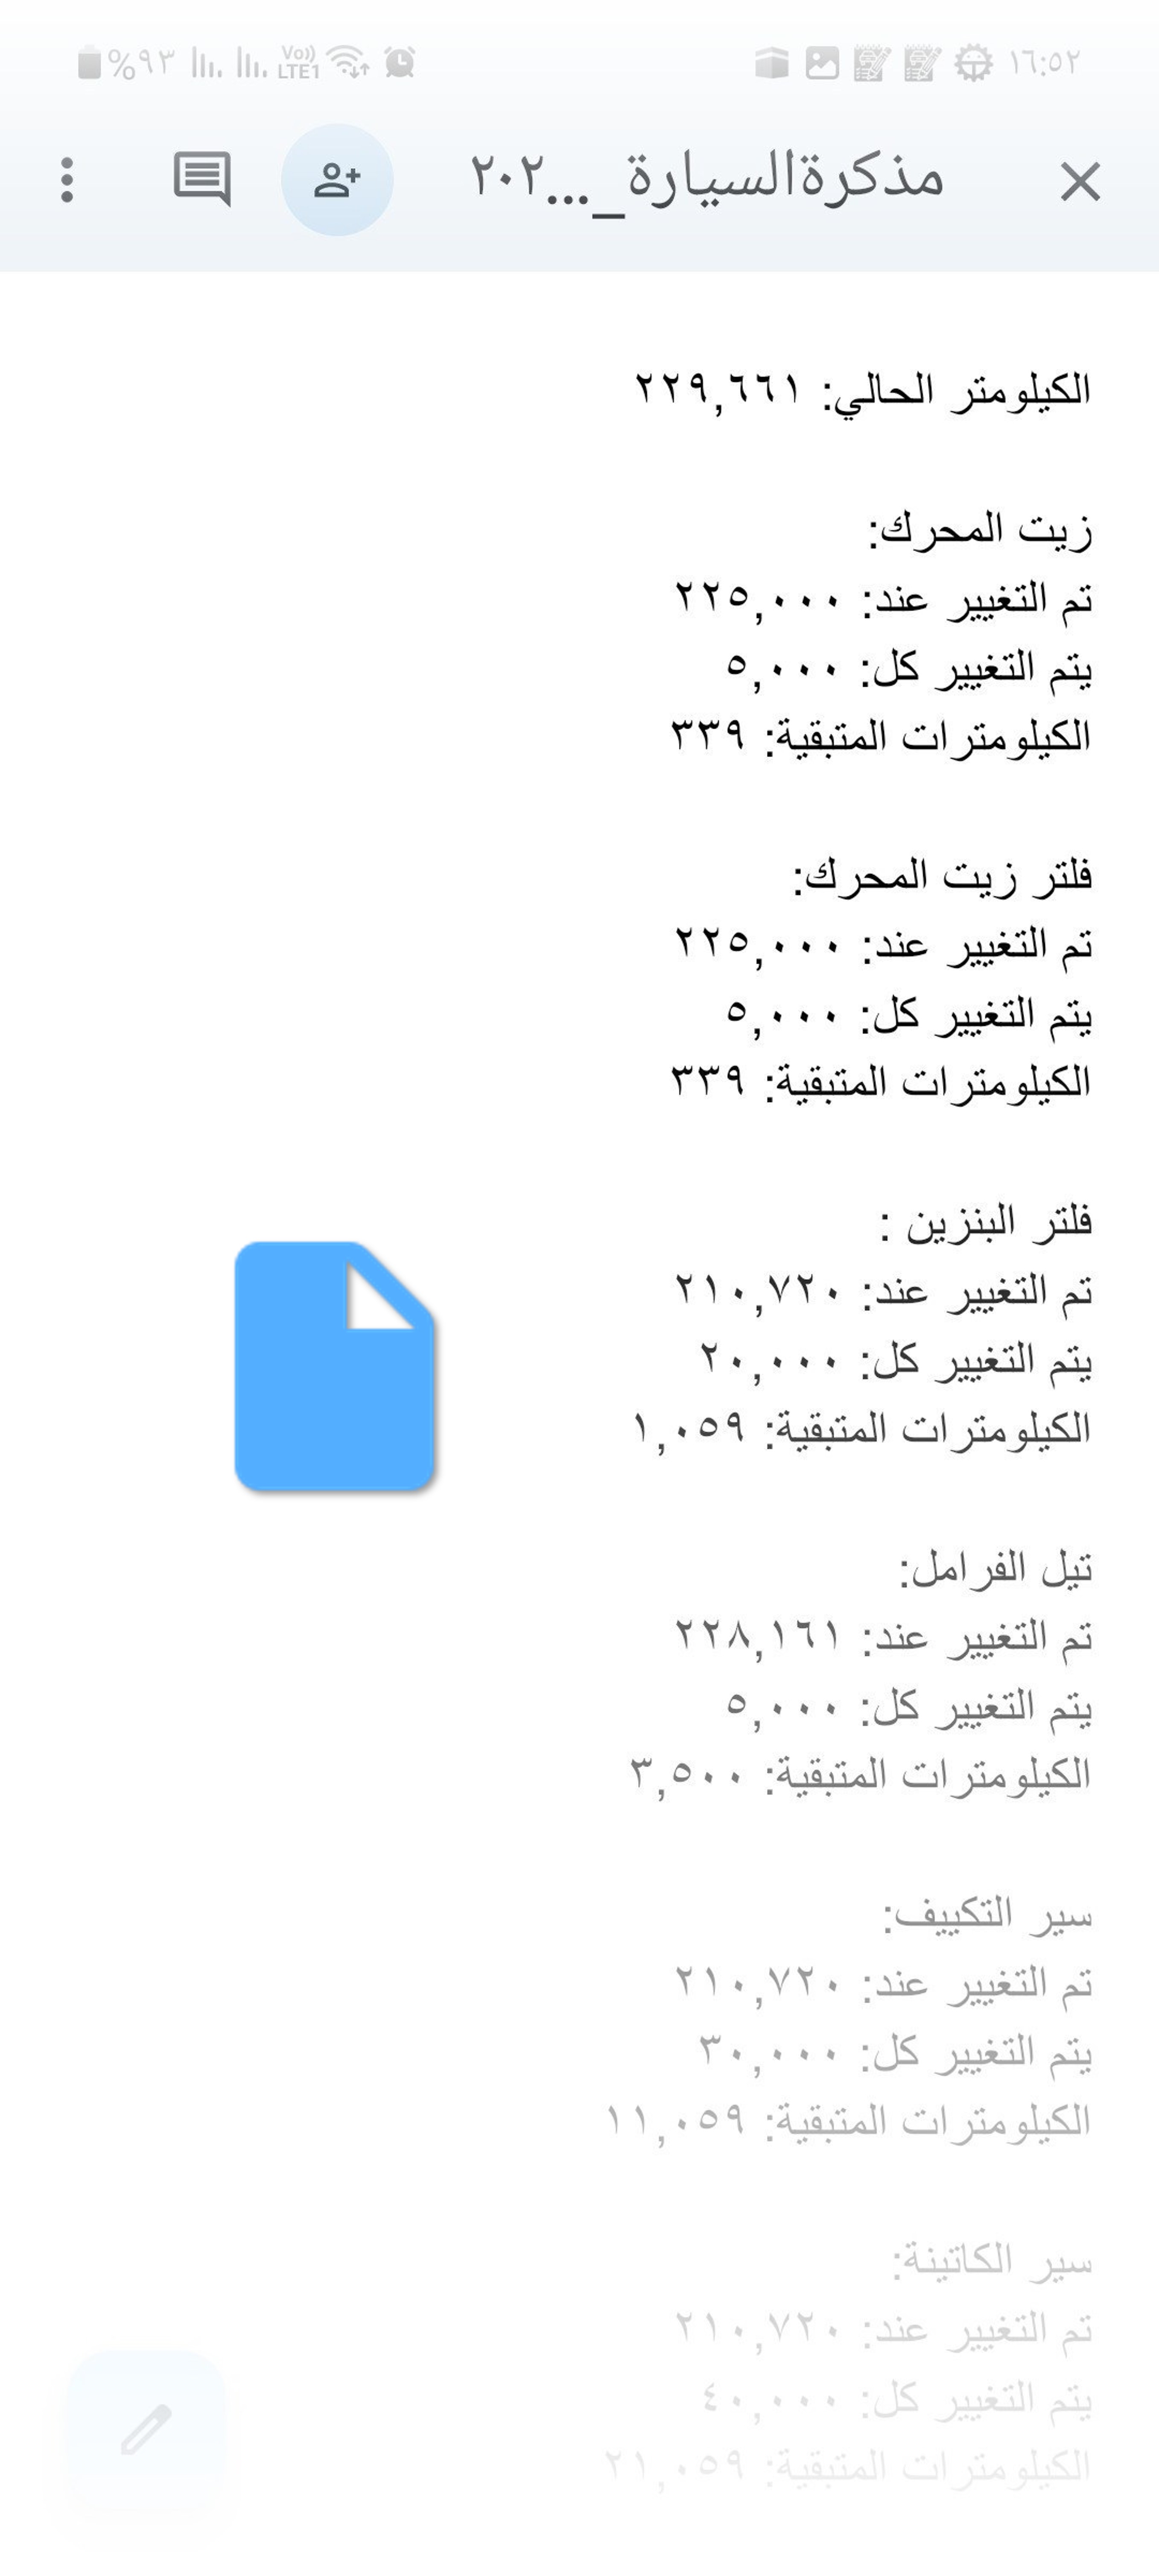 ١٦:٥٢ Vo)) LTE1 %٩٣
مذكرةالسيارة_...٢٠٢
الكيلومتر الحالي: ٢٢٩,٦٦١
زيت المحرك:
تم التغيير عند: ٢٢٥,٠٠٠
يتم التغيير كل: ٥,٠٠٠
الكيلومترات المتبقية: ٣٣٩
فلتر زيت المحرك:
تم التغيير عند: ٢٢٥,٠٠٠
يتم التغيير كل: ٥,٠٠٠
الكيلومترات المتبقية: ٣٣٩
فلتر البنزين :
تم التغيير عند: ٢١٠,٧٢٠
يتم التغيير كل: ٢٠,٠٠٠
الكيلومترات المتبقية: ١,٠٥٩
تيل الفرامل:
تم التغيير عند: ٢٢٨,١٦١
يتم التغيير كل: ٥,٠٠٠
الكيلومترات المتبقية: ٣,٥٠٠
سير التكييف:
تم التغيير عند: ٢١٠,٧٢٠
يتم التغيير كل: ٣٠,٠٠٠
الكيلومترات المتبقية: ١١,٠٥٩
سير الكاتينة:
تم التغيير عند: ٢١٠,٧٢٠
يتم التغيير كل: ٤٠,٠٠٠
الكيلومترات المتبقية: ٢١,٠٥٩